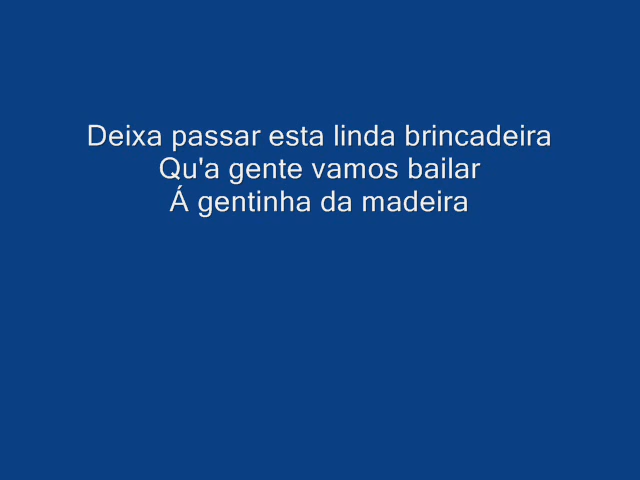 Deixa passar esta linda brincadeira
Qu'a gente vamos bailar
Á gentinha da madeira